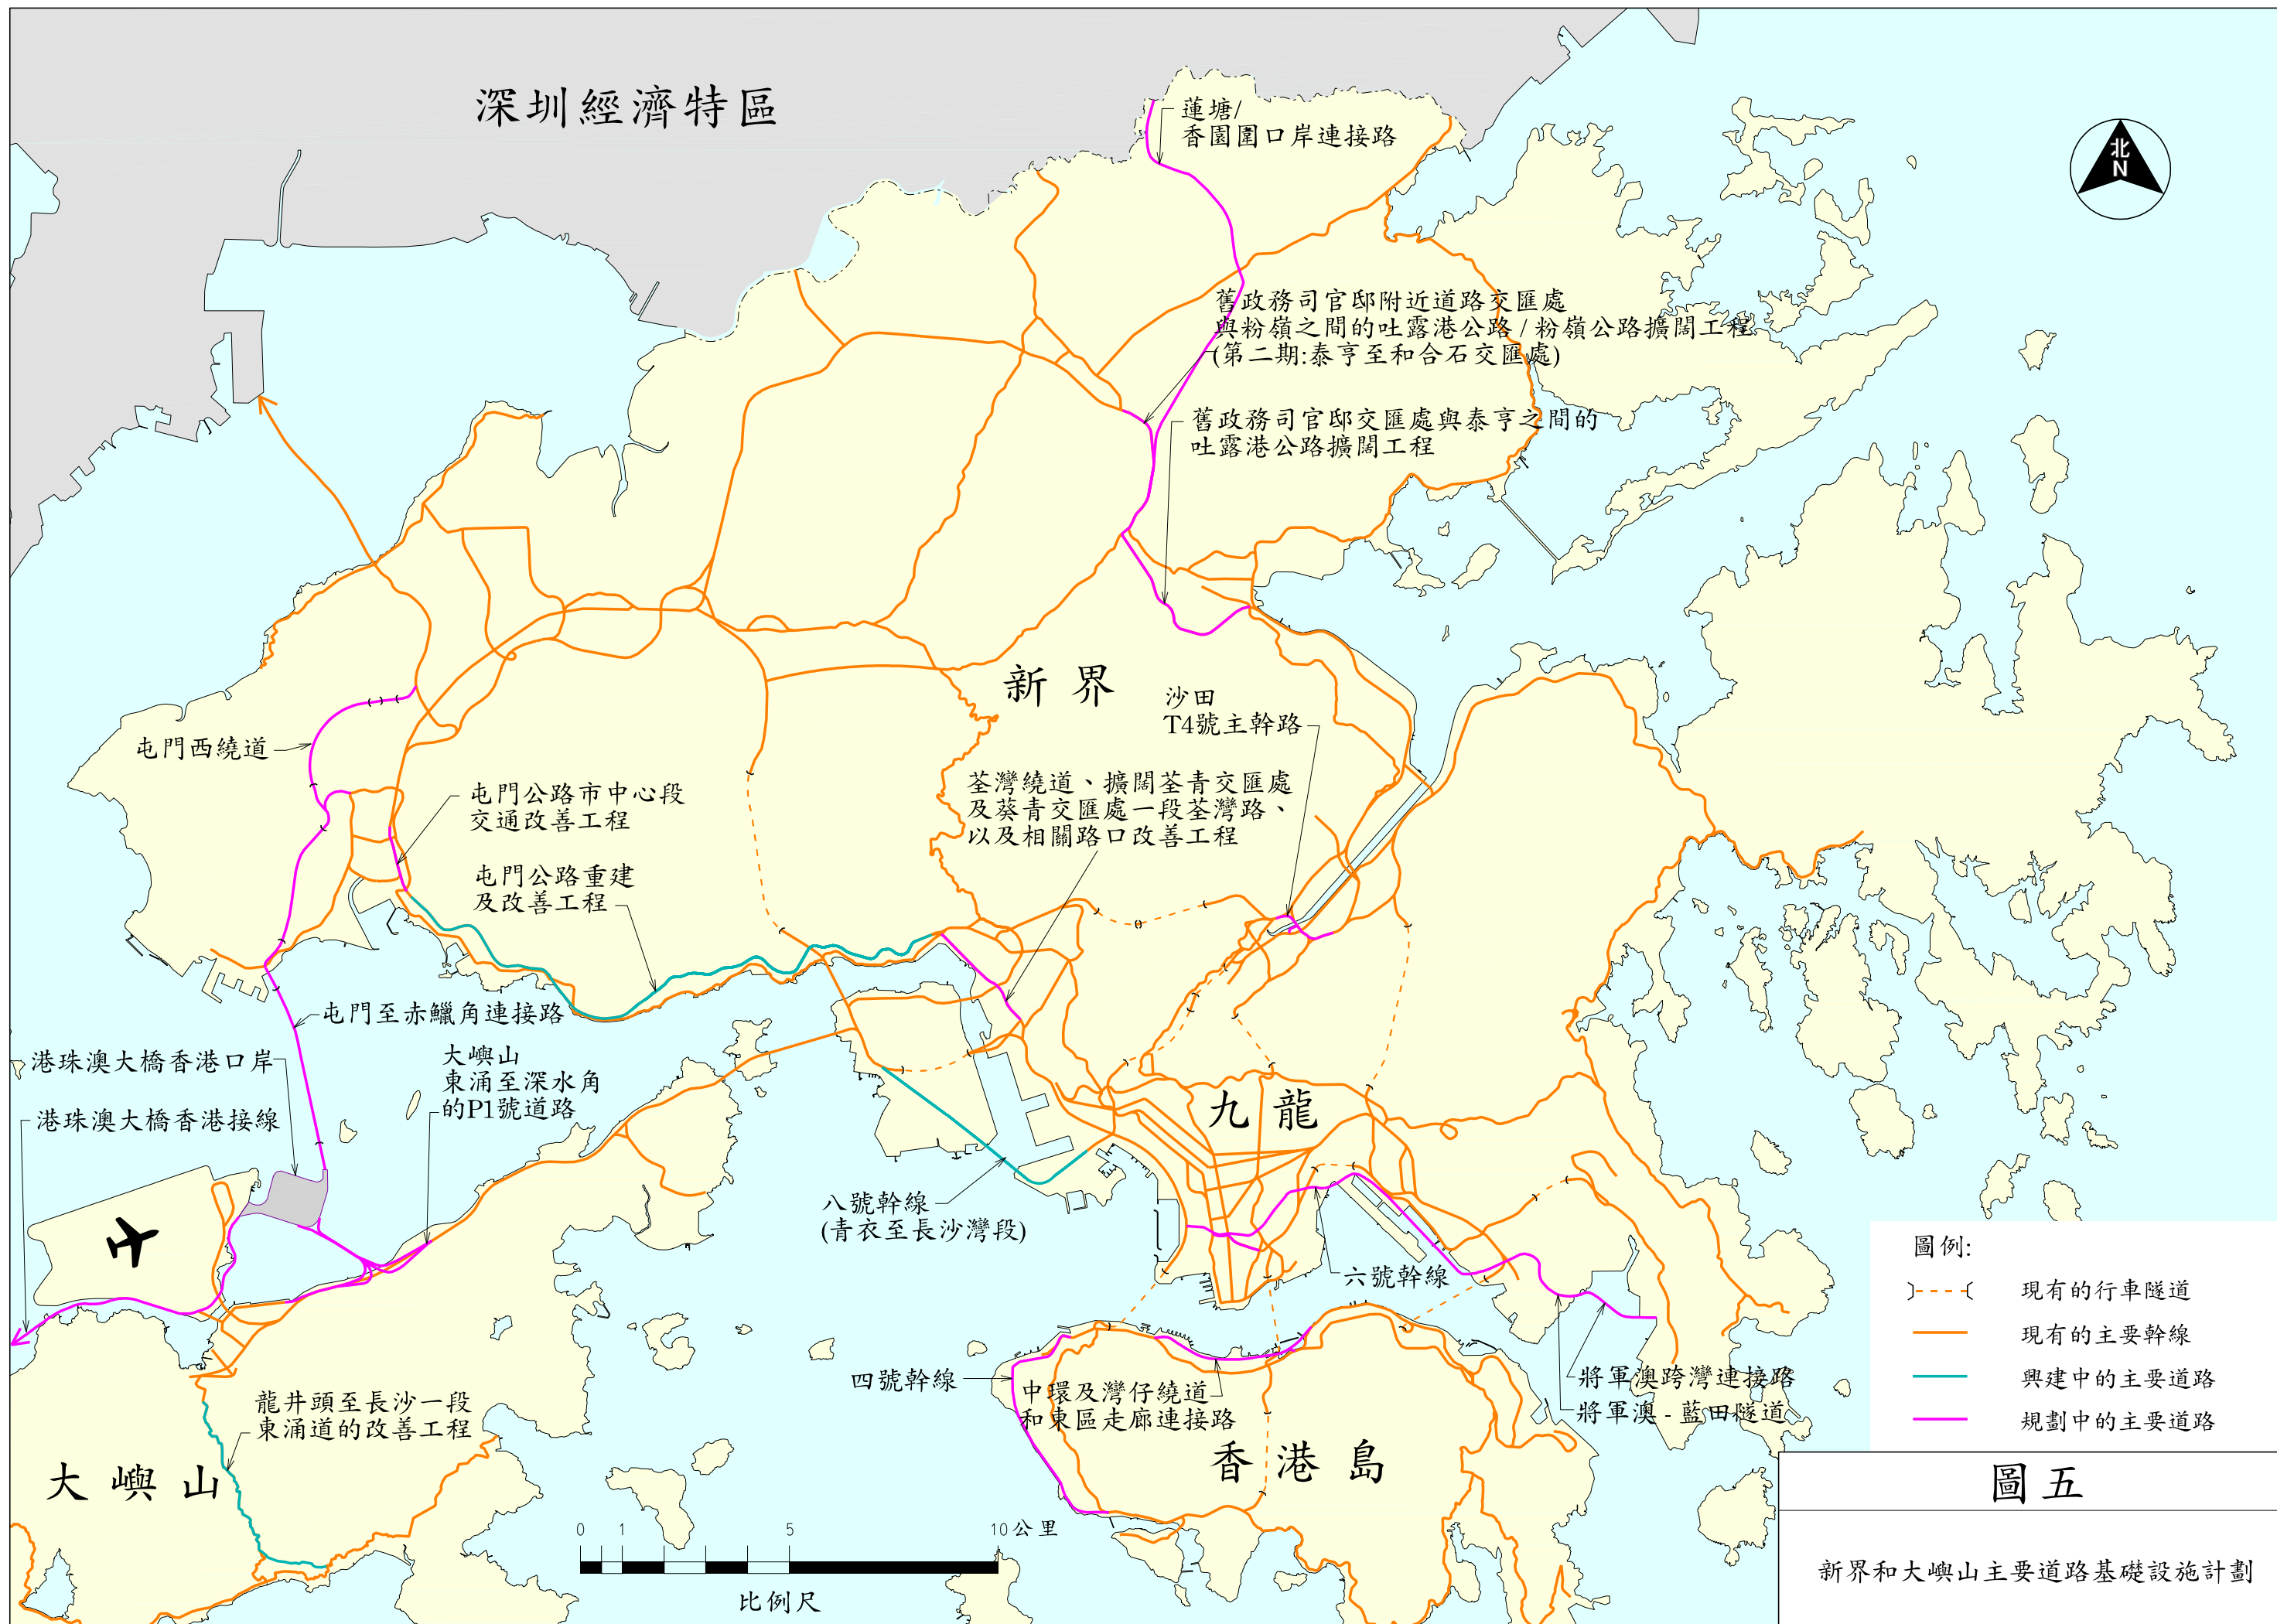 深圳經濟特區
蓮塘/
香園圍口岸連接路
北
N
舊政務司官邸附近道路交匯處
與粉嶺之間的吐露港公路 / 粉嶺公路擴闊工程
(第二期:泰亨至和合石交匯處)
舊政務司官邸交匯處與泰亨之間的
吐露港公路擴闊工程
新界
沙田
T4號主幹路
屯門西繞道
荃灣繞道、擴闊荃青交匯處
及葵青交匯處一段荃灣路、
以及相關路口改善工程
屯門公路市中心段
交通改善工程
屯門公路重建
及改善工程
屯門至赤鱲角連接路
港珠澳大橋香港口岸
大嶼山
東涌至深水角
的P1號道路
港珠澳大橋香港接線
九龍
八號幹線
(青衣至長沙灣段)
六號幹線
四號幹線
中環及灣仔繞道
和東區走廊連接路
將軍澳跨灣連接路
將軍澳 - 藍田隧道
龍井頭至長沙一段
東涌道的改善工程
大嶼山
香港島
圖例:
現有的行車隧道
現有的主要幹線
興建中的主要道路
規劃中的主要道路
0 1 5 10公里
比例尺
圖五
新界和大嶼山主要道路基礎設施計劃